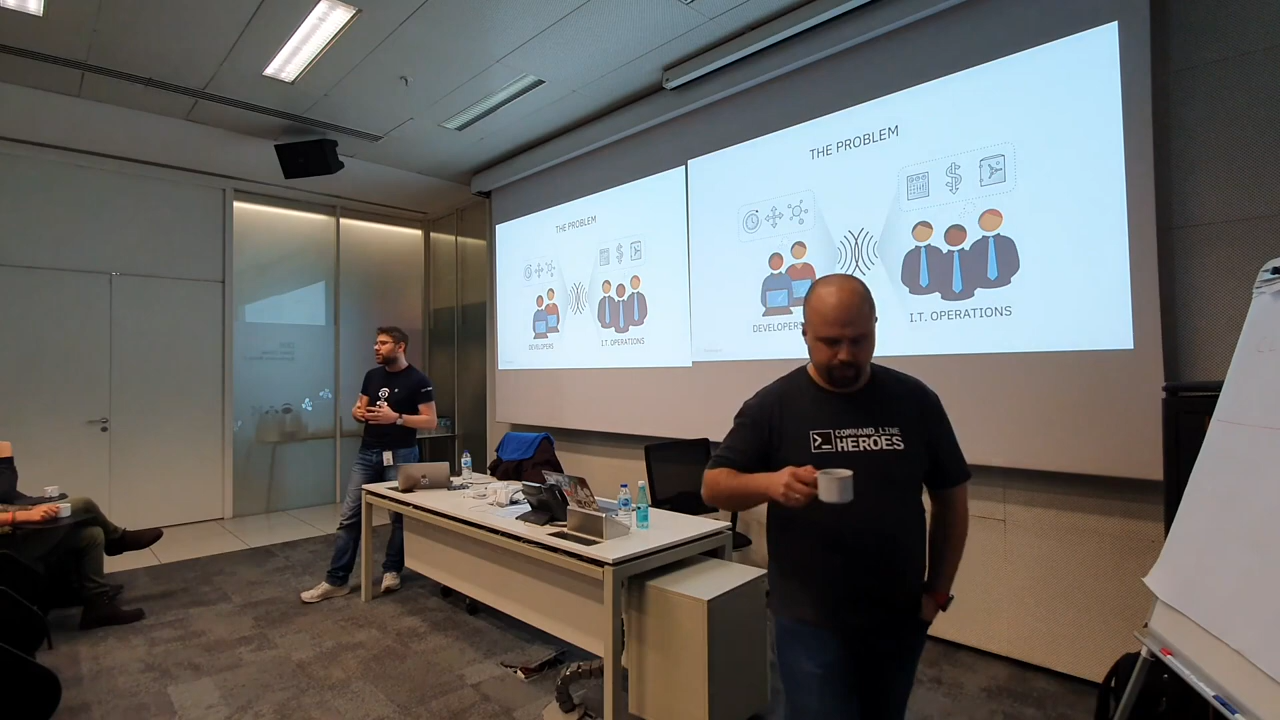 THE PROBLEM
DEVELOPERS
I.T. OPERATIONS
THE PROBLEM
DEVELOPERS
I.T. OPERATIONS
>_ COMMAND_LINE
HEROES